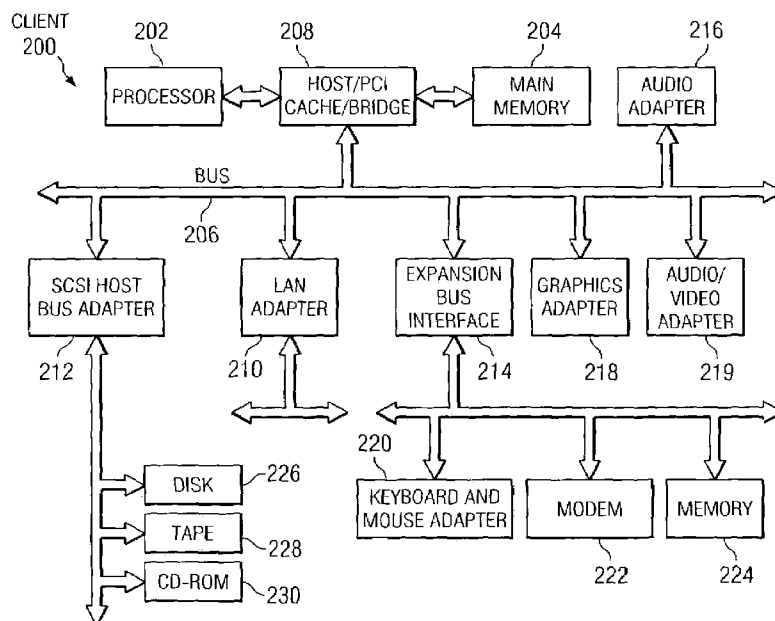 CLIENT
200
202
208
204
216
PROCESSOR
HOST/PCI
CACHE/BRIDGE
MAIN
MEMORY
AUDIO
ADAPTER
BUS
206
SCSI HOST
BUS ADAPTER
LAN
ADAPTER
EXPANSION
BUS
INTERFACE
GRAPHICS
ADAPTER
AUDIO/
VIDEO
ADAPTER
212
210
214
218
219
220
DISK
226
KEYBOARD AND
MOUSE ADAPTER
MODEM
MEMORY
TAPE
228
222
224
CD-ROM
230